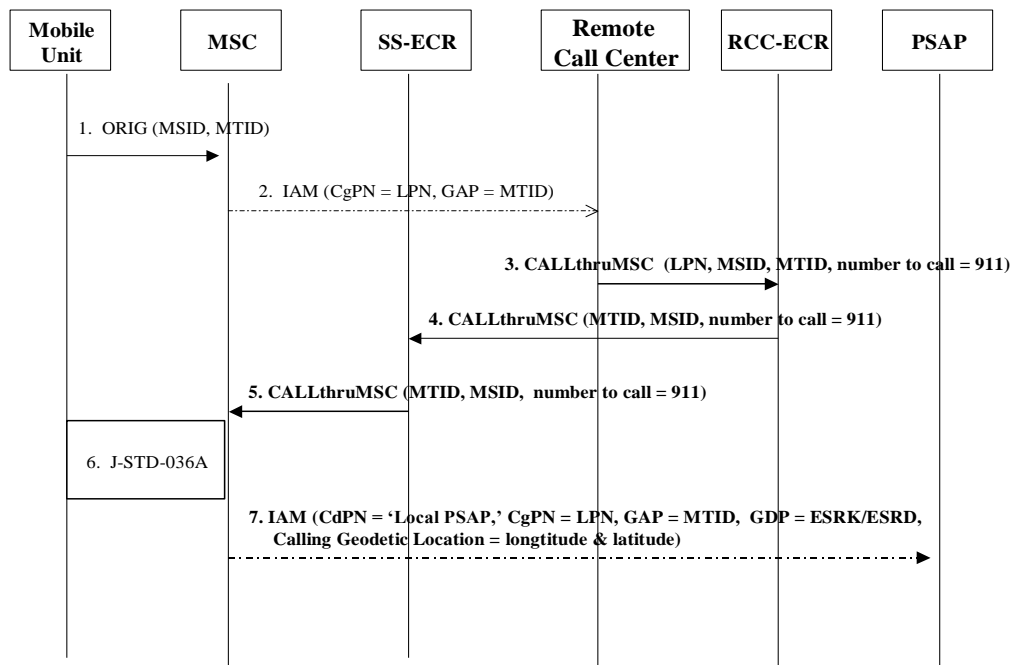 Mobile
Unit
MSC
SS-ECR
Remote
Call Center
RCC-ECR
PSAP
1. ORIG (MSID, MTID)
2. IAM (CgPN = LPN, GAP = MTID)
3. CALLthruMSC (LPN, MSID, MTID, number to call = 911)
4. CALLthruMSC (MTID, MSID, number to call = 911)
5. CALLthruMSC (MTID, MSID, number to call = 911)
6. J-STD-036A
7. IAM (CdPN = ‘Local PSAP,’ CgPN = LPN, GAP = MTID, GDP = ESRK/ESRD,
Calling Geodetic Location = longtitude & latitude)